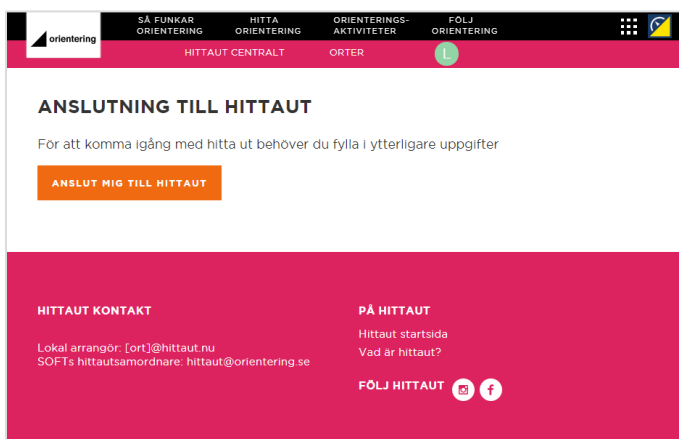 orientering
SÅ FUNKAR
ORIENTERING
HITTA
ORIENTERING
ORIENTERINGS-
AKTIVITETER
FÖLJ
ORIENTERING
HITTAUT CENTRALT
ORTER
L
ANSLUTNING TILL HITTAUT
För att komma igång med hitta ut behöver du fylla i ytterligare uppgifter
ANSLUT MIG TILL HITTAUT
HITTAUT KONTAKT
Lokal arrangör: [ort]@hittaut.nu
SOFTs hittautsamordnare: hittaut@orientering.se
PÅ HITTAUT
Hittaut startsida
Vad är hittaut?
FÖLJ HITTAUT